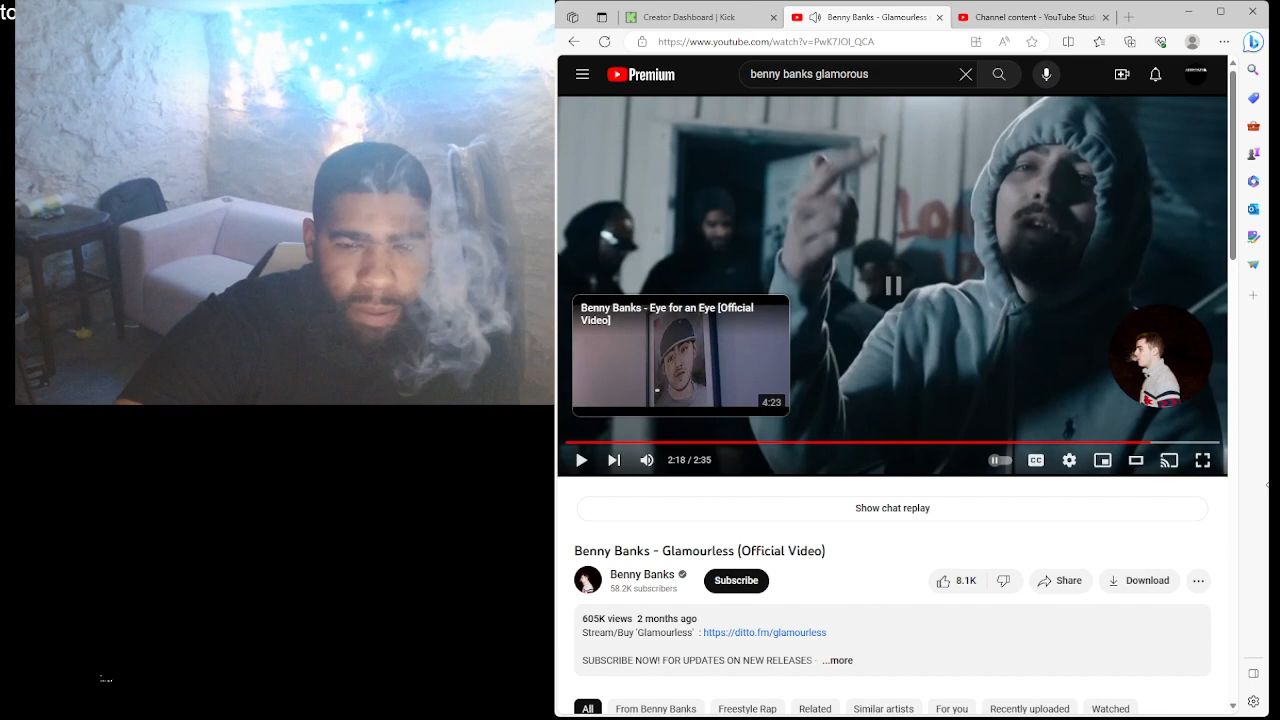 to
Creator Dashboard | Kick
Benny Banks - Glamourless
Channel content - YouTube Stud
https://www.youtube.com/watch?v=PwK7JOI_QCA
Premium
benny banks glamorous
Benny Banks - Eye for an Eye [Official
Video]
4:23
2:18 / 2:35
CC
Show chat replay
Benny Banks - Glamourless (Official Video)
Benny Banks
58.2K subscribers
Subscribe
8.1K
Share
Download
605K views 2 months ago
Stream/Buy 'Glamourless' : https://ditto.fm/glamourless
SUBSCRIBE NOW! FOR UPDATES ON NEW RELEASES - ...more
All
From Benny Banks
Freestyle Rap
Related
Similar artists
For you
Recently uploaded
Watched